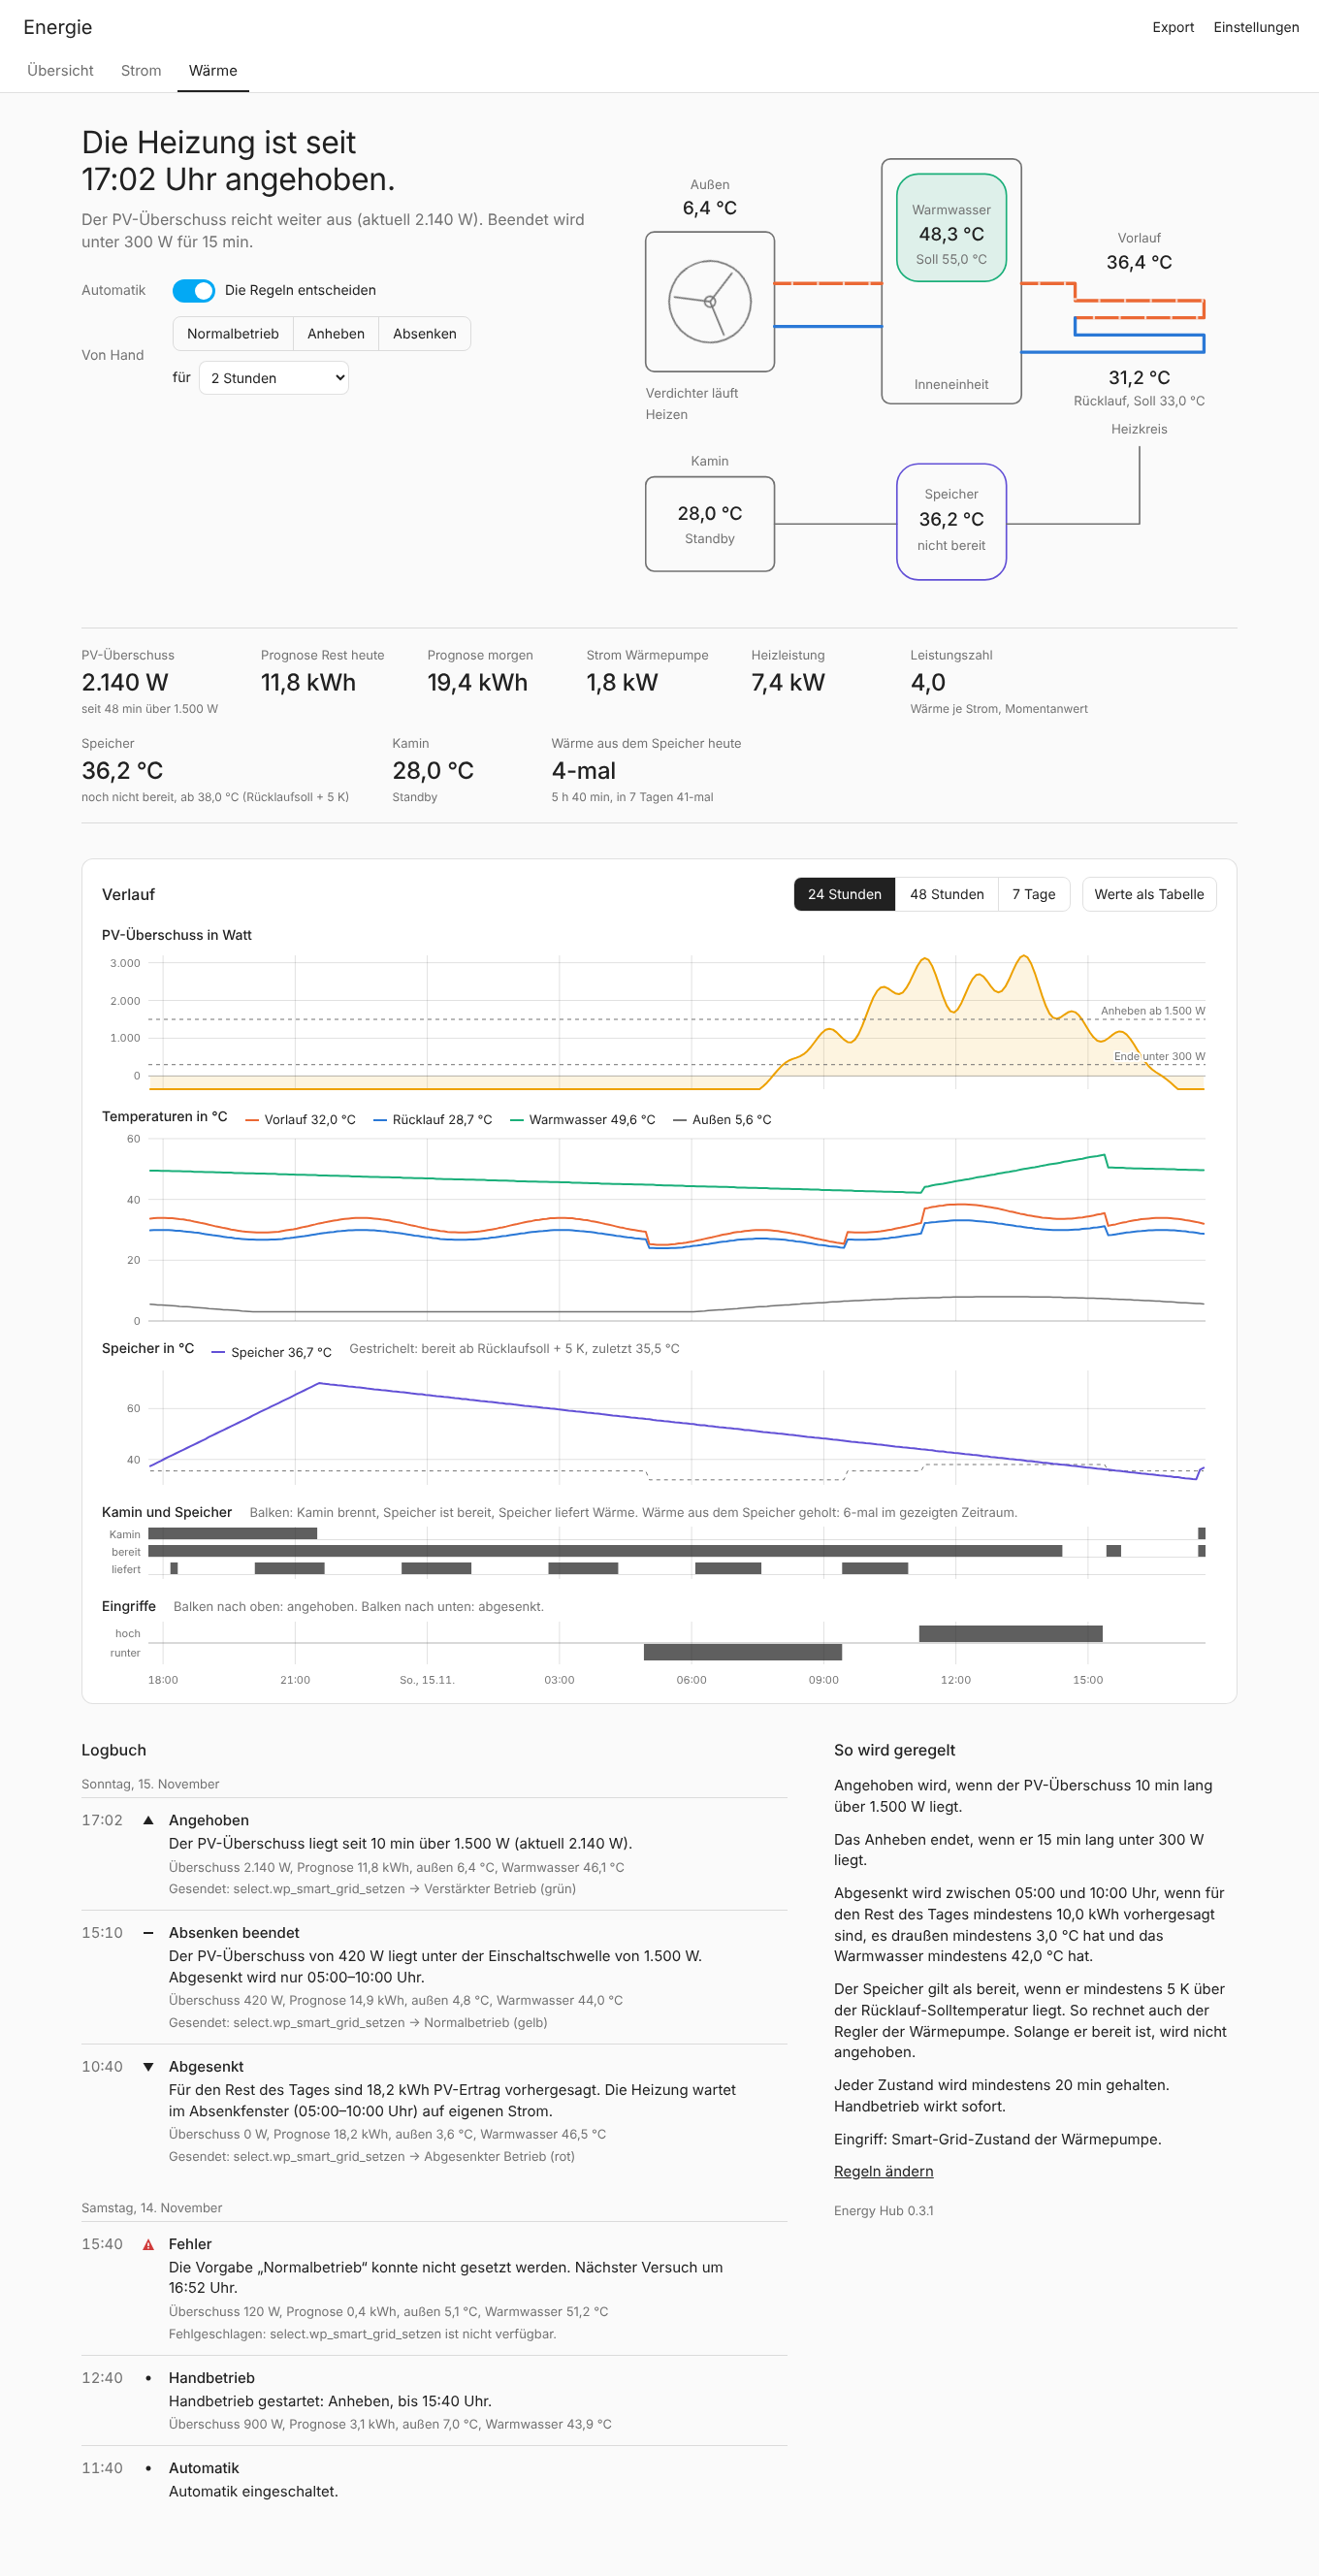 Energie
Export
Einstellungen
Übersicht
Strom
Wärme
Die Heizung ist seit
17:02 Uhr angehoben.
Der PV-Überschuss reicht weiter aus (aktuell 2.140 W). Beendet wird
unter 300 W für 15 min.
Automatik
Die Regeln entscheiden
Von Hand
Normalbetrieb
Anheben
Absenken
für
2 Stunden
Außen
6,4 °C
Verdichter läuft
Heizen
Warmwasser
48,3 °C
Soll 55,0 °C
Inneneinheit
Vorlauf
36,4 °C
31,2 °C
Rücklauf, Soll 33,0 °C
Heizkreis
Kamin
28,0 °C
Standby
Speicher
36,2 °C
nicht bereit
PV-Überschuss
2.140 W
seit 48 min über 1.500 W
Prognose Rest heute
11,8 kWh
Prognose morgen
19,4 kWh
Strom Wärmepumpe
1,8 kW
Heizleistung
7,4 kW
Leistungszahl
4,0
Wärme je Strom, Momentanwert
Speicher
36,2 °C
noch nicht bereit, ab 38,0 °C (Rücklaufsoll + 5 K)
Kamin
28,0 °C
Standby
Wärme aus dem Speicher heute
4-mal
5 h 40 min, in 7 Tagen 41-mal
Verlauf
24 Stunden
48 Stunden
7 Tage
Werte als Tabelle
PV-Überschuss in Watt
3.000
2.000
1.000
0
Anheben ab 1.500 W
Ende unter 300 W
Temperaturen in °C
Vorlauf 32,0 °C
Rücklauf 28,7 °C
Warmwasser 49,6 °C
Außen 5,6 °C
60
40
20
0
Speicher in °C
Speicher 36,7 °C
Gestrichelt: bereit ab Rücklaufsoll + 5 K, zuletzt 35,5 °C
60
40
Kamin und Speicher
Balken: Kamin brennt, Speicher ist bereit, Speicher liefert Wärme. Wärme aus dem Speicher geholt: 6-mal im gezeigten Zeitraum.
Kamin
bereit
liefert
Eingriffe
Balken nach oben: angehoben. Balken nach unten: abgesenkt.
hoch
runter
18:00
21:00
So., 15.11.
03:00
06:00
09:00
12:00
15:00
Logbuch
Sonntag, 15. November
17:02
Angehoben
Der PV-Überschuss liegt seit 10 min über 1.500 W (aktuell 2.140 W).
Überschuss 2.140 W, Prognose 11,8 kWh, außen 6,4 °C, Warmwasser 46,1 °C
Gesendet: select.wp_smart_grid_setzen → Verstärkter Betrieb (grün)
15:10
Absenken beendet
Der PV-Überschuss von 420 W liegt unter der Einschaltschwelle von 1.500 W.
Abgesenkt wird nur 05:00–10:00 Uhr.
Überschuss 420 W, Prognose 14,9 kWh, außen 4,8 °C, Warmwasser 44,0 °C
Gesendet: select.wp_smart_grid_setzen → Normalbetrieb (gelb)
10:40
Abgesenkt
Für den Rest des Tages sind 18,2 kWh PV-Ertrag vorhergesagt. Die Heizung wartet
im Absenkfenster (05:00–10:00 Uhr) auf eigenen Strom.
Überschuss 0 W, Prognose 18,2 kWh, außen 3,6 °C, Warmwasser 46,5 °C
Gesendet: select.wp_smart_grid_setzen → Abgesenkter Betrieb (rot)
Samstag, 14. November
15:40
Fehler
Die Vorgabe „Normalbetrieb“ konnte nicht gesetzt werden. Nächster Versuch um
16:52 Uhr.
Überschuss 120 W, Prognose 0,4 kWh, außen 5,1 °C, Warmwasser 51,2 °C
Fehlgeschlagen: select.wp_smart_grid_setzen ist nicht verfügbar.
12:40
Handbetrieb
Handbetrieb gestartet: Anheben, bis 15:40 Uhr.
Überschuss 900 W, Prognose 3,1 kWh, außen 7,0 °C, Warmwasser 43,9 °C
11:40
Automatik
Automatik eingeschaltet.
So wird geregelt
Angehoben wird, wenn der PV-Überschuss 10 min lang
über 1.500 W liegt.
Das Anheben endet, wenn er 15 min lang unter 300 W
liegt.
Abgesenkt wird zwischen 05:00 und 10:00 Uhr, wenn für
den Rest des Tages mindestens 10,0 kWh vorhergesagt
sind, es draußen mindestens 3,0 °C hat und das
Warmwasser mindestens 42,0 °C hat.
Der Speicher gilt als bereit, wenn er mindestens 5 K über
der Rücklauf-Solltemperatur liegt. So rechnet auch der
Regler der Wärmepumpe. Solange er bereit ist, wird nicht
angehoben.
Jeder Zustand wird mindestens 20 min gehalten.
Handbetrieb wirkt sofort.
Eingriff: Smart-Grid-Zustand der Wärmepumpe.
Regeln ändern
Energy Hub 0.3.1